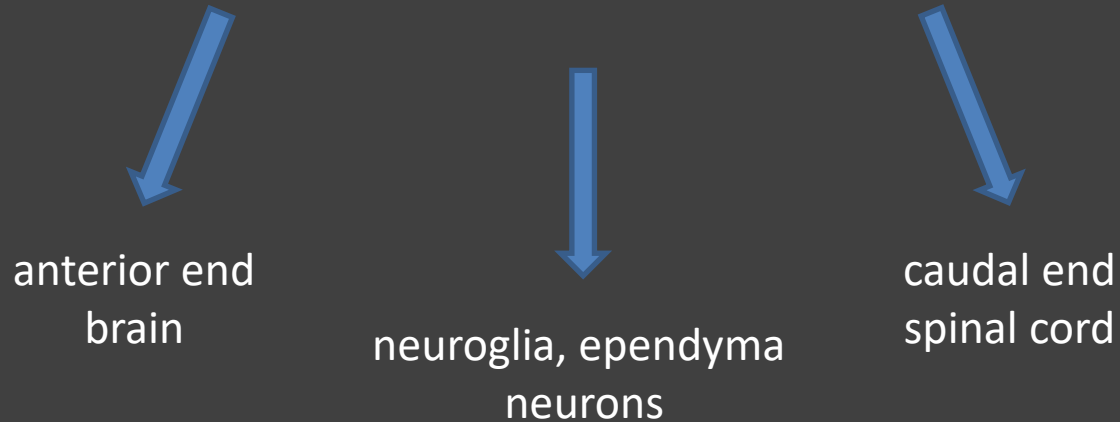 anterior end
brain
neuroglia, ependyma
neurons
caudal end
spinal cord